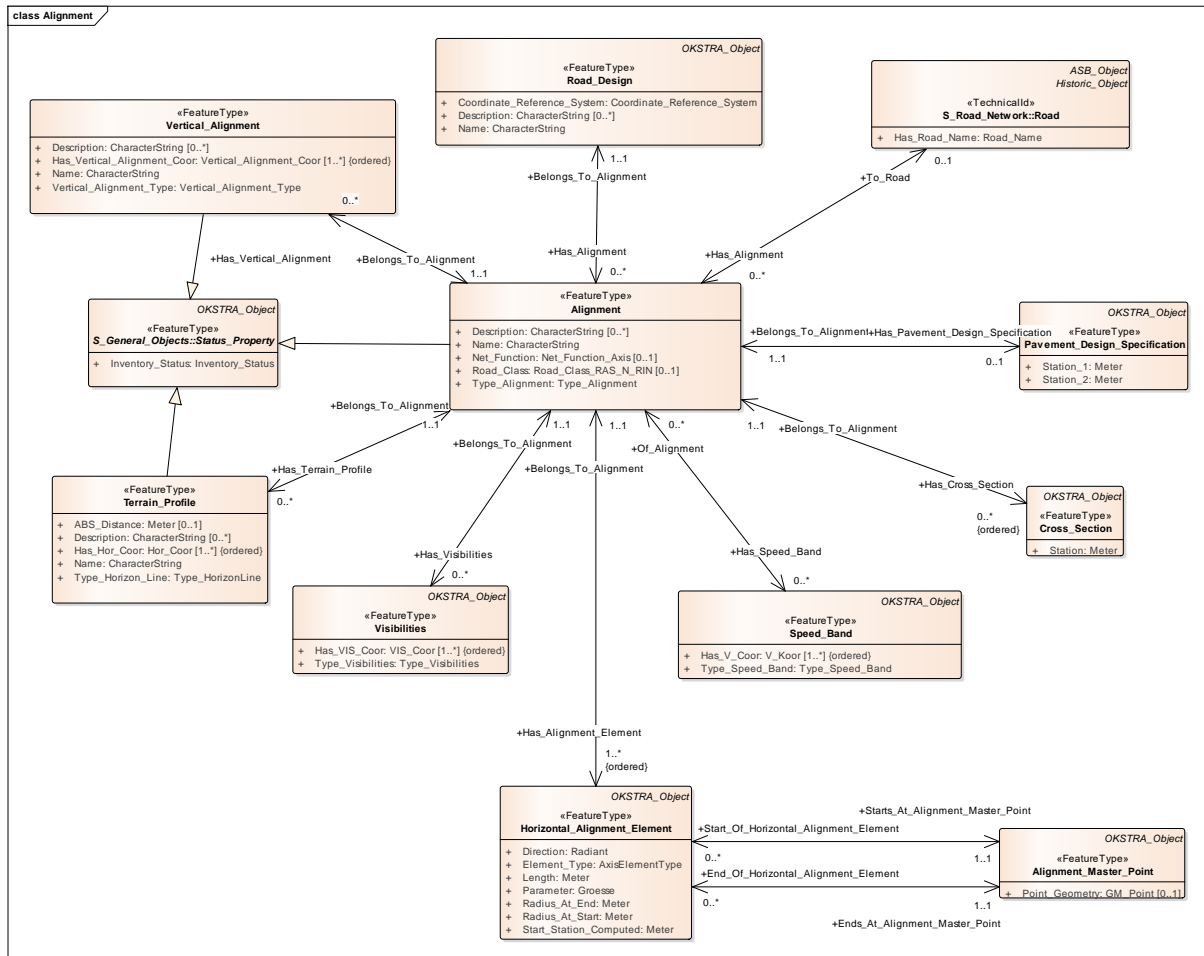 class Alignment
OKSTRA_Object
«FeatureType»
Road_Design
+ Coordinate_Reference_System: Coordinate_Reference_System
+ Description: CharacterString [0..*]
+ Name: CharacterString
ASB_Object
Historic_Object
«TechnicalId»
S_Road_Network::Road
+ Has_Road_Name: Road_Name
«FeatureType»
Vertical_Alignment
+ Description: CharacterString [0..*]
+ Has_Vertical_Alignment_Coor: Vertical_Alignment_Coor [1..*] {ordered}
+ Name: CharacterString
+ Vertical_Alignment_Type: Vertical_Alignment_Type
0..*
1..1
+Belongs_To_Alignment
0..1
+To_Road
+Has_Vertical_Alignment
+Belongs_To_Alignment
1..1
+Has_Alignment
0..*
+Has_Alignment
0..*
OKSTRA_Object
«FeatureType»
S_General_Objects::Status_Property
+ Inventory_Status: Inventory_Status
«FeatureType»
Alignment
+ Description: CharacterString [0..*]
+ Name: CharacterString
+ Net_Function: Net_Function_Axis [0..1]
+ Road_Class: Road_Class_RAS_N_RIN [0..1]
+ Type_Alignment: Type_Alignment
+Belongs_To_Alignment
1..1
+Has_Pavement_Design_Specification
0..1
OKSTRA_Object
«FeatureType»
Pavement_Design_Specification
+ Station_1: Meter
+ Station_2: Meter
+Belongs_To_Alignment
1..1
+Has_Terrain_Profile
0..*
+Belongs_To_Alignment
1..1
+Belongs_To_Alignment
1..1
0..*
+Of_Alignment
1..1
+Belongs_To_Alignment
+Has_Cross_Section
0..*
{ordered}
OKSTRA_Object
«FeatureType»
Cross_Section
+ Station: Meter
«FeatureType»
Terrain_Profile
+ ABS_Distance: Meter [0..1]
+ Description: CharacterString [0..*]
+ Has_Hor_Coor: Hor_Coor [1..*] {ordered}
+ Name: CharacterString
+ Type_Horizon_Line: Type_HorizonLine
+Has_Visibilities
0..*
+Has_Speed_Band
0..*
OKSTRA_Object
«FeatureType»
Visibilities
+ Has_VIS_Coor: VIS_Coor [1..*] {ordered}
+ Type_Visibilities: Type_Visibilities
OKSTRA_Object
«FeatureType»
Speed_Band
+ Has_V_Coor: V_Koor [1..*] {ordered}
+ Type_Speed_Band: Type_Speed_Band
+Has_Alignment_Element
1..*
{ordered}
OKSTRA_Object
«FeatureType»
Horizontal_Alignment_Element
+ Direction: Radiant
+ Element_Type: AxisElementType
+ Length: Meter
+ Parameter: Groesse
+ Radius_At_End: Meter
+ Radius_At_Start: Meter
+ Start_Station_Computed: Meter
+Starts_At_Alignment_Master_Point
+Start_Of_Horizontal_Alignment_Element
0..*
1..1
+End_Of_Horizontal_Alignment_Element
0..*
1..1
+Ends_At_Alignment_Master_Point
OKSTRA_Object
«FeatureType»
Alignment_Master_Point
+ Point_Geometry: GM_Point [0..1]